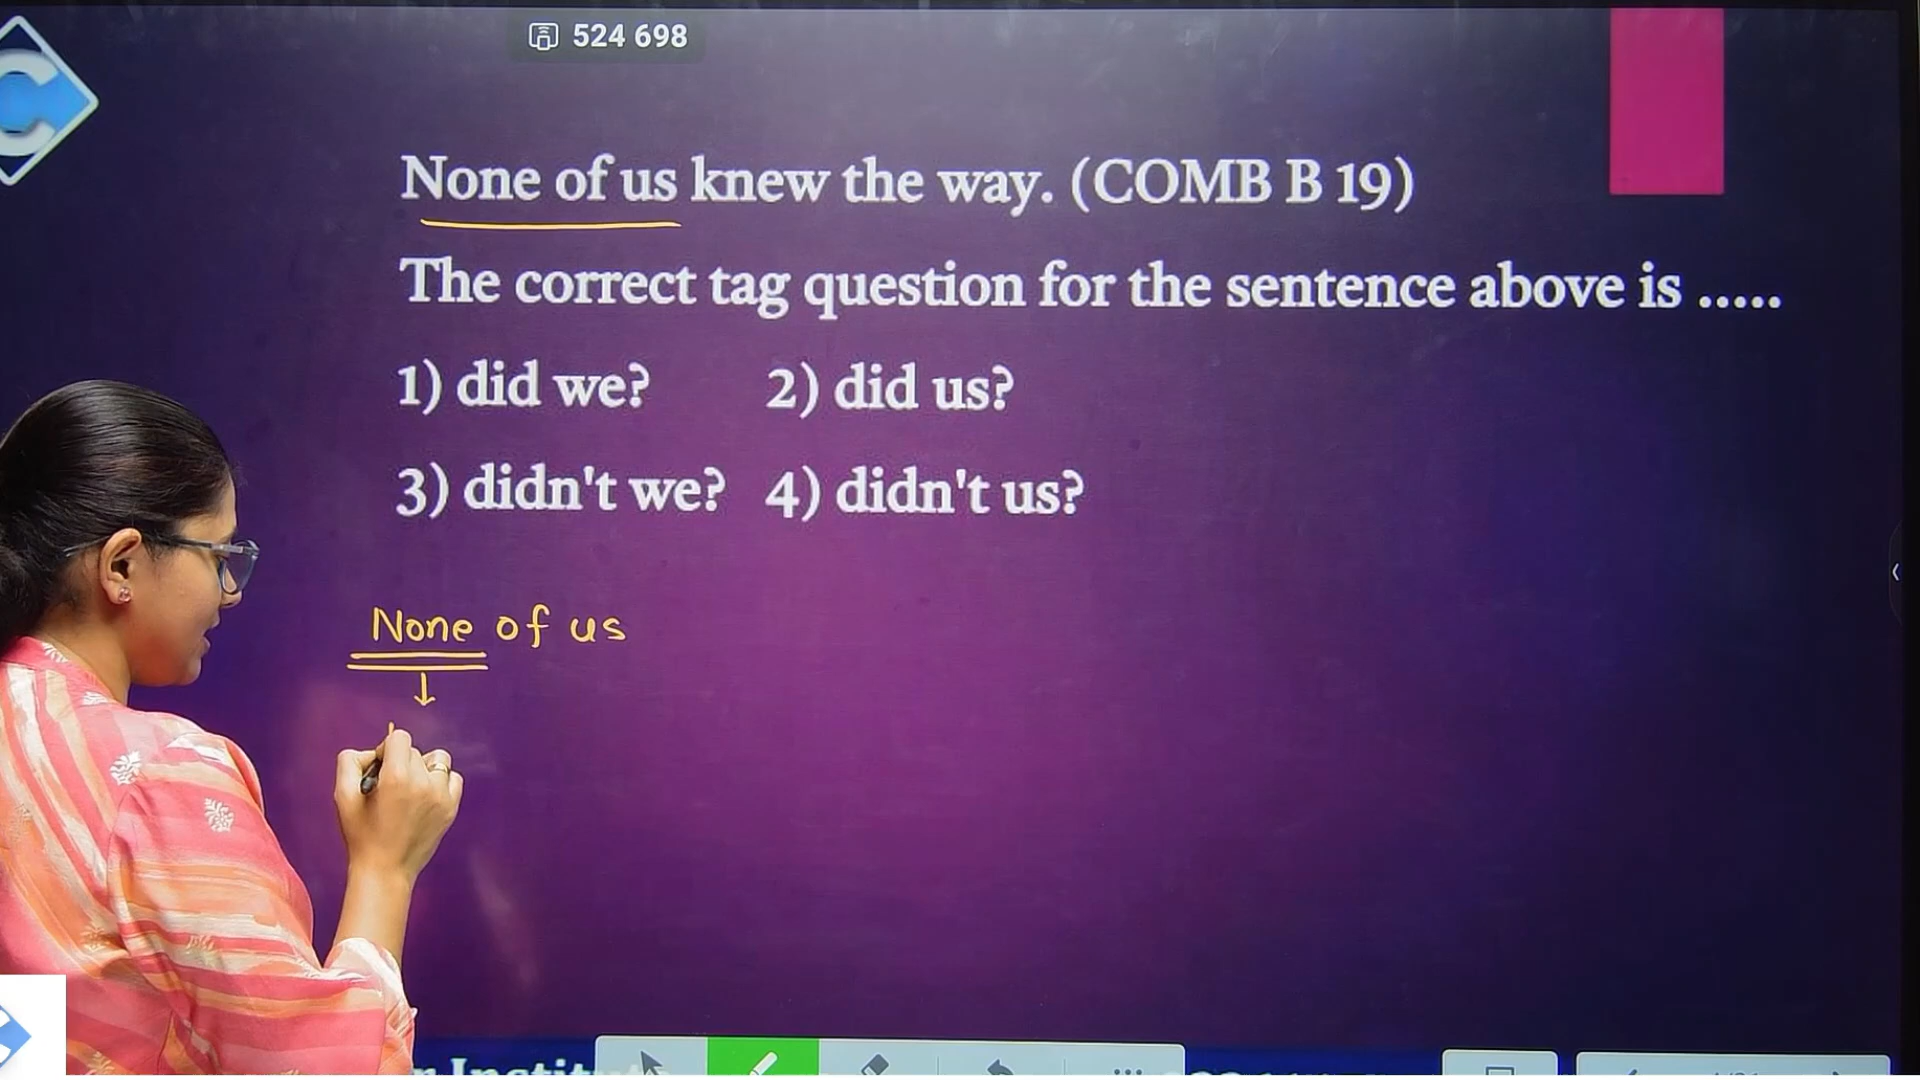 524 698
None of us knew the way. (COMB B 19)
The correct tag question for the sentence above is .....
1) did we? 2) did us?
3) didn't we? 4) didn't us?
None of us